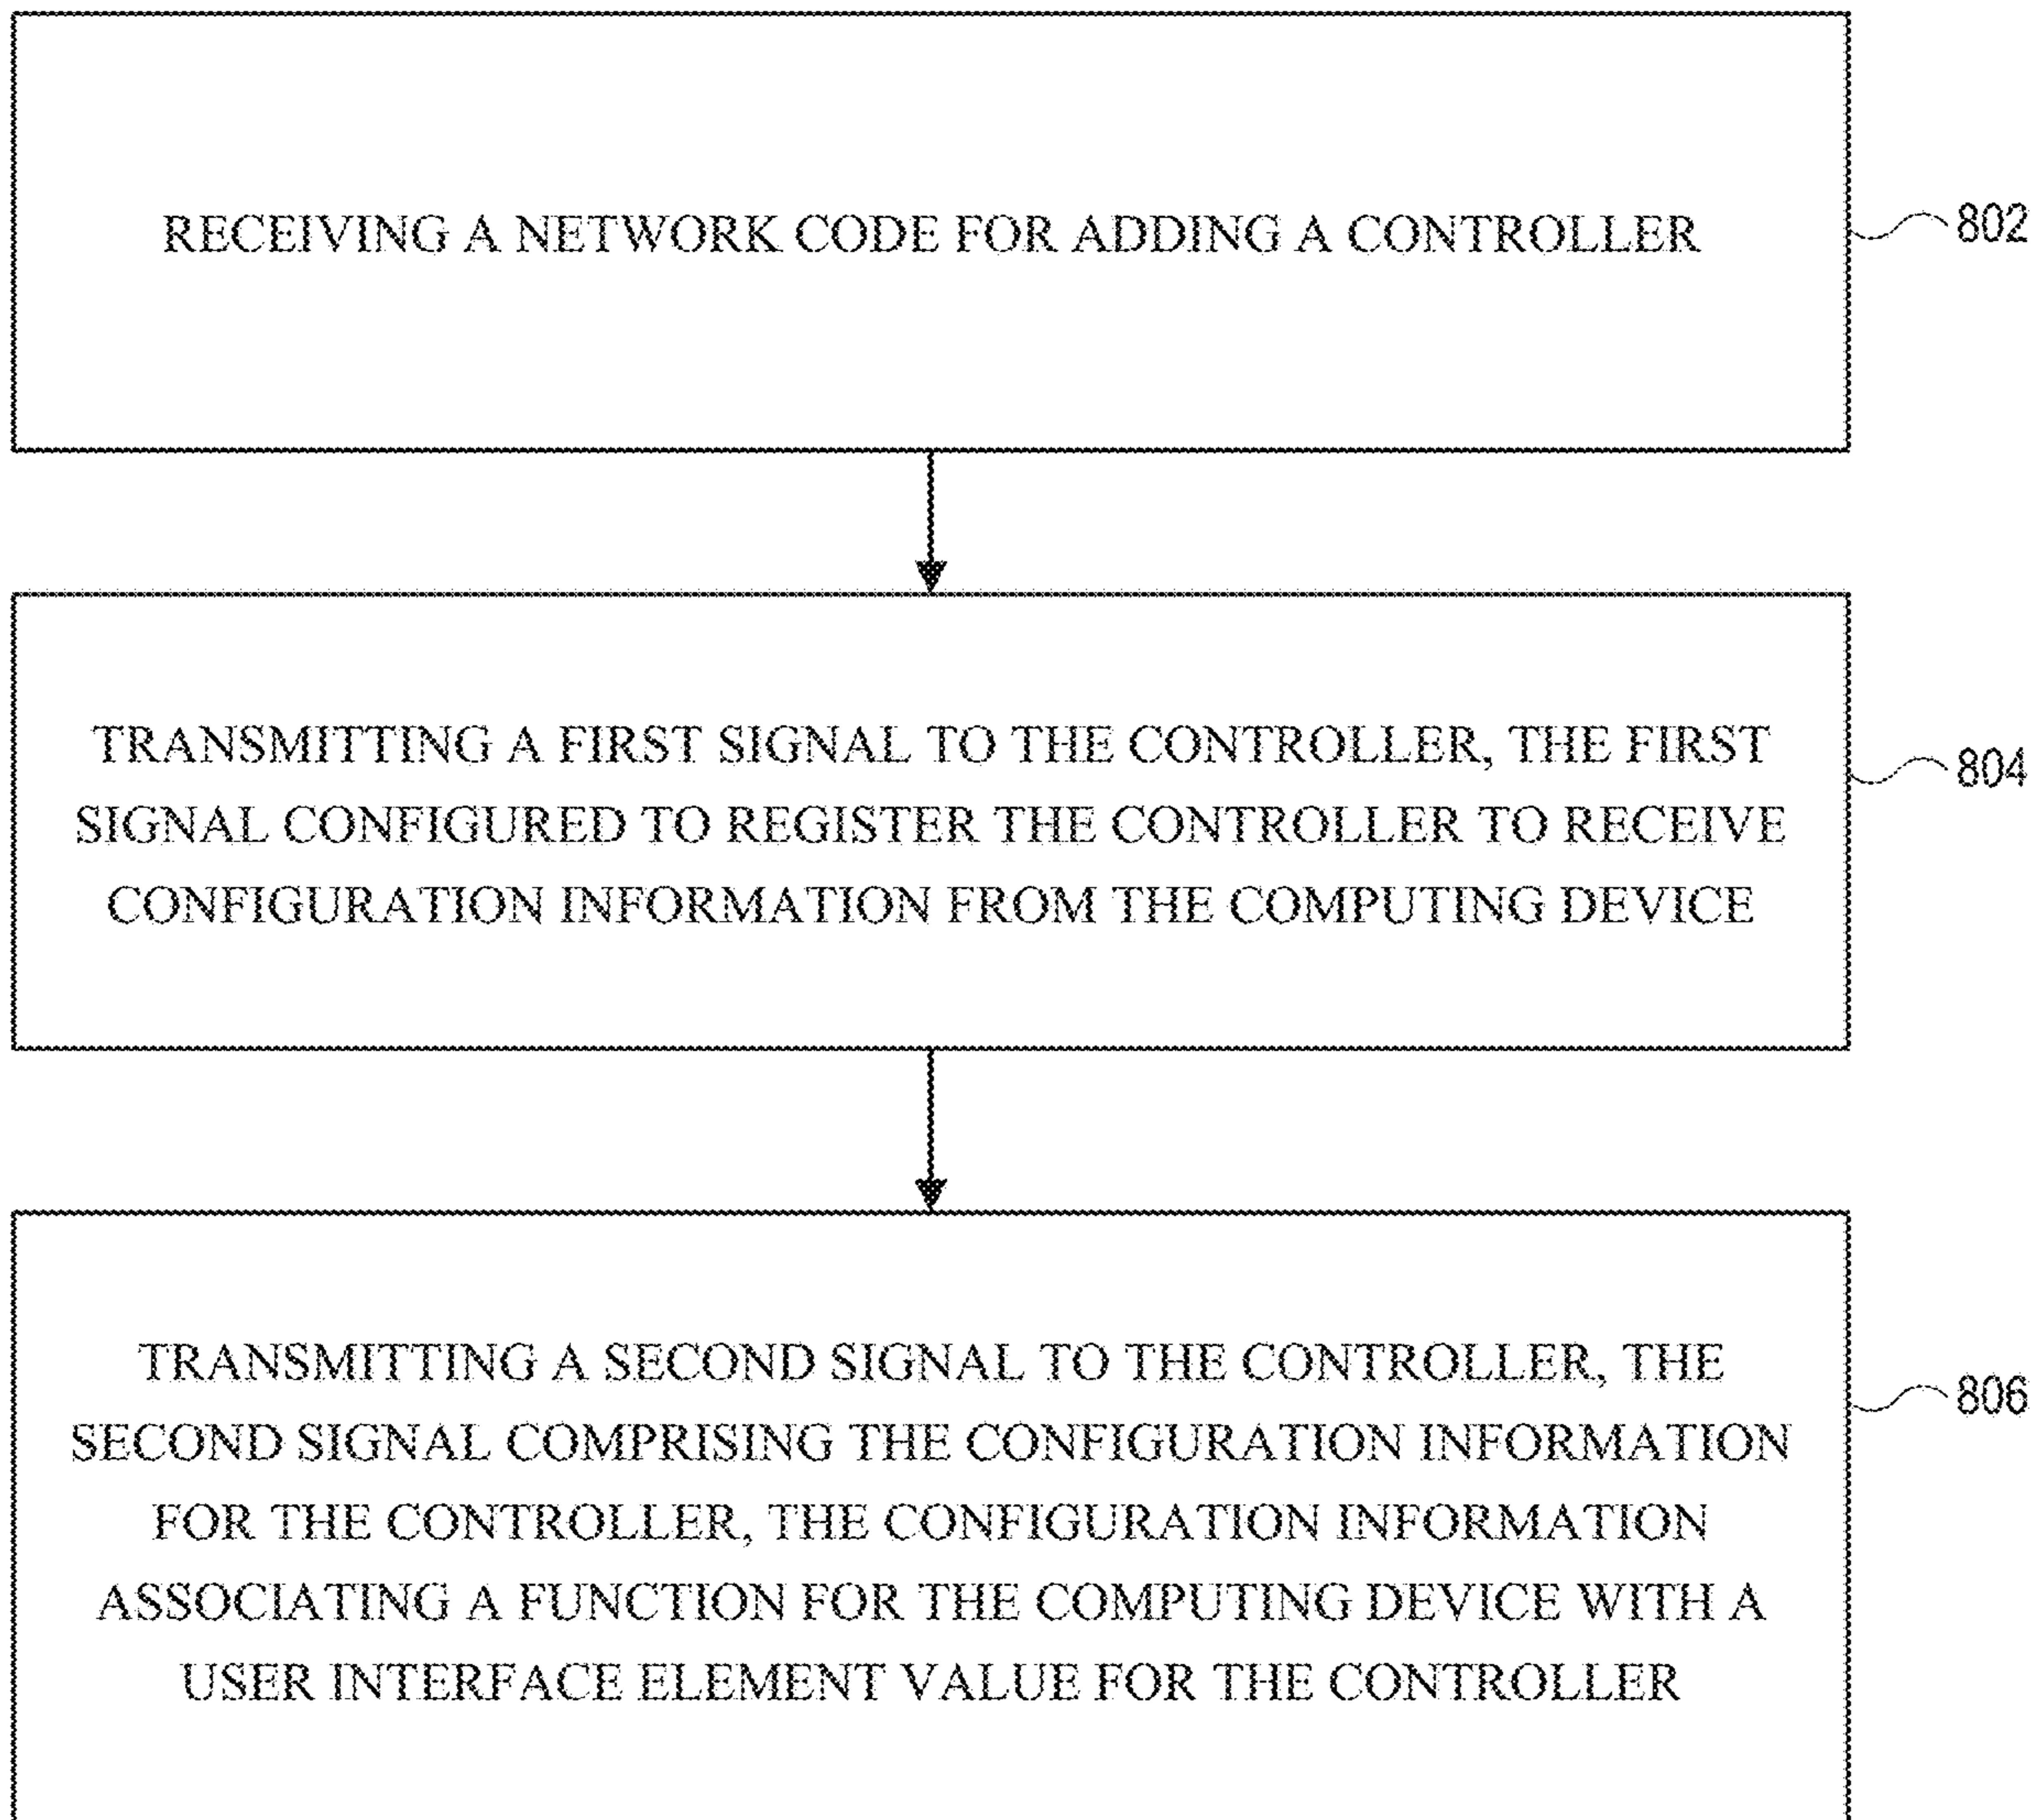 RECEIVING A NETWORK CODE FOR ADDING A CONTROLLER
802
TRANSMITTING A FIRST SIGNAL TO THE CONTROLLER, THE FIRST
SIGNAL CONFIGURED TO REGISTER THE CONTROLLER TO RECEIVE
CONFIGURATION INFORMATION FROM THE COMPUTING DEVICE
804
TRANSMITTING A SECOND SIGNAL TO THE CONTROLLER, THE
SECOND SIGNAL COMPRISING THE CONFIGURATION INFORMATION
FOR THE CONTROLLER, THE CONFIGURATION INFORMATION
ASSOCIATING A FUNCTION FOR THE COMPUTING DEVICE WITH A
USER INTERFACE ELEMENT VALUE FOR THE CONTROLLER
806